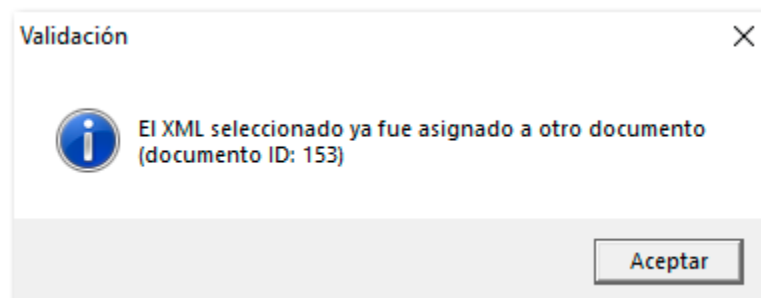 Validación
El XML seleccionado ya fue asignado a otro documento
(documento ID: 153)
Aceptar